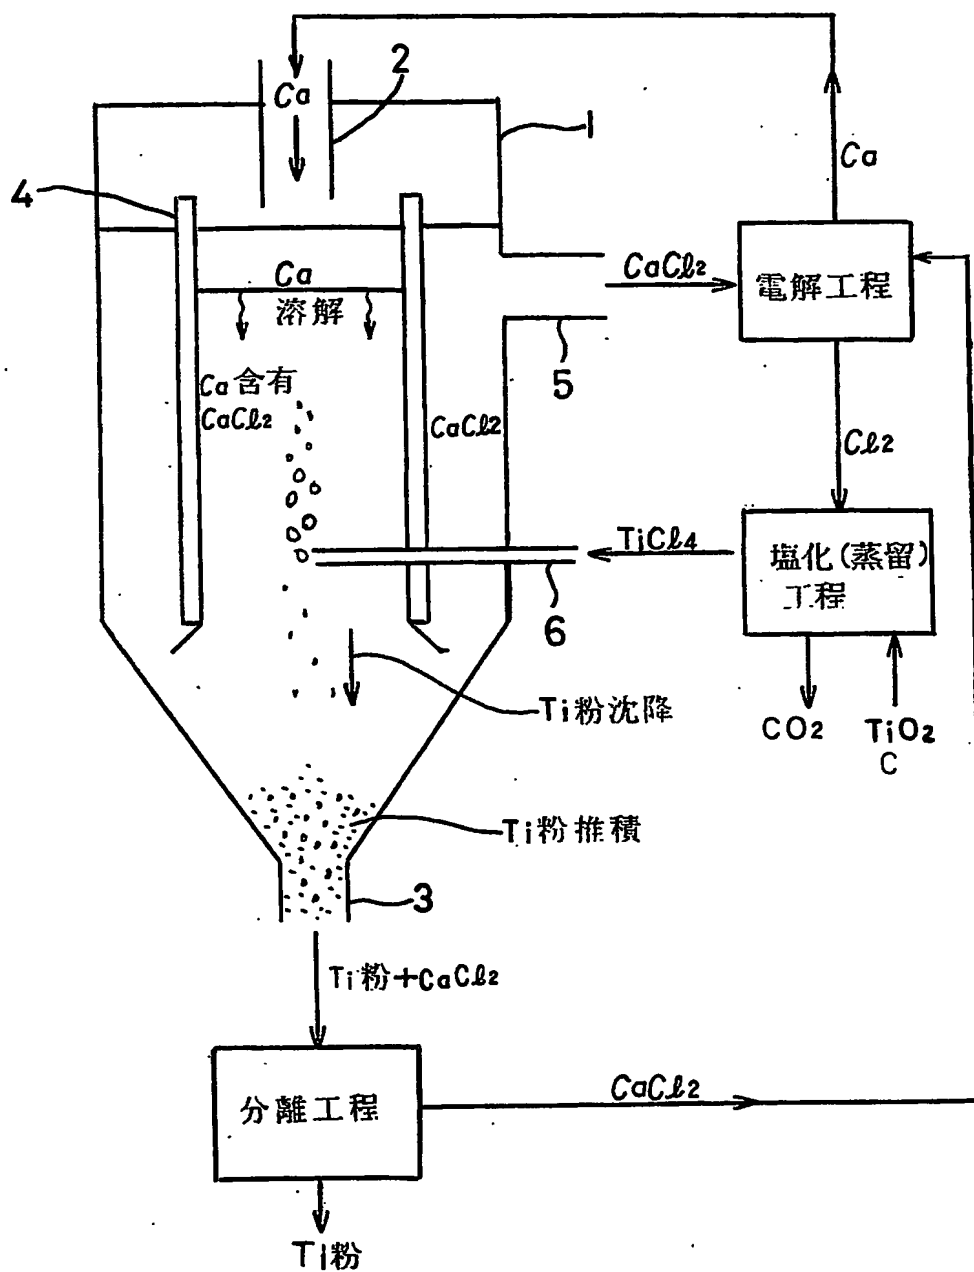 Ca
2
1
Ca
4
Ca
溶解
CaCl2
電解工程
5
Ca含有
CaCl2
CaCl2
Cl2
TiCl4
塩化(蒸留)
工程
6
Ti粉沈降
CO2
TiO2
C
Ti粉推積
3
Ti粉+CaCl2
分離工程
CaCl2
Ti粉